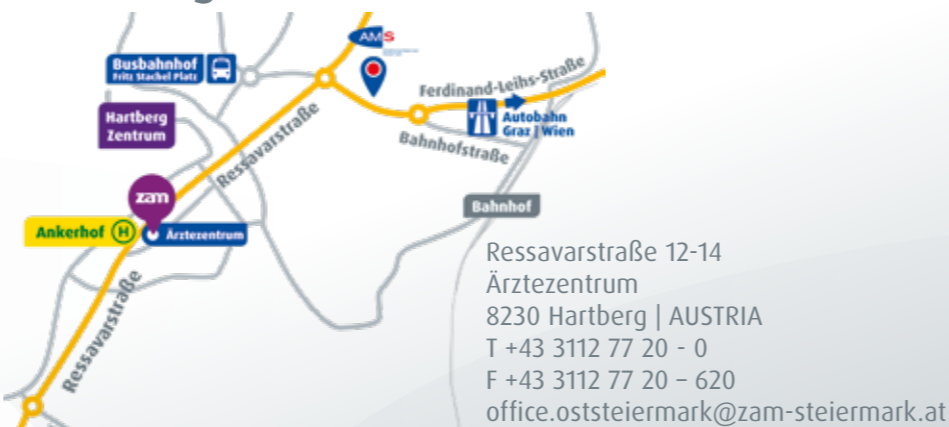 AMS
Busbahnhof
Fritz Stachel Platz
Ferdinand-Leihs-Straße
Hartberg
Zentrum
Autobahn
Graz | Wien
Bahnhofstraße
Ressavarstraße
zam
Bahnhof
Ankerhof H
Ärztezentrum
Ressavarstraße
Ressavarstraße 12-14
Ärztezentrum
8230 Hartberg | AUSTRIA
T +43 3112 77 20 - 0
F +43 3112 77 20 – 620
office.oststeiermark@zam-steiermark.at